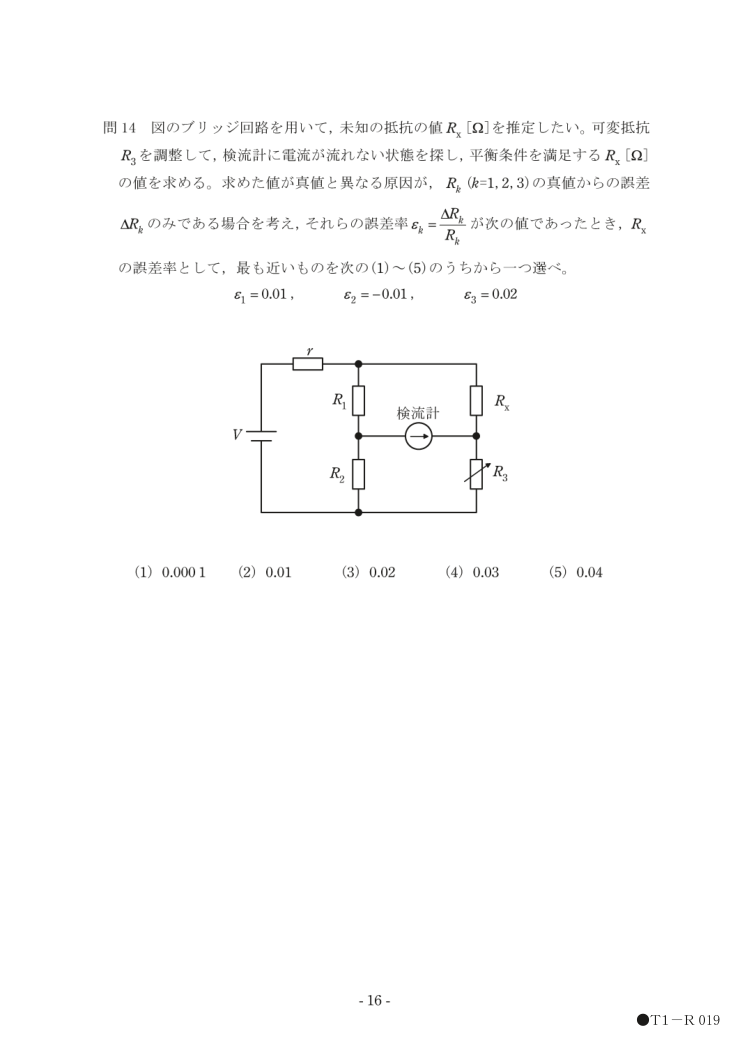 問 14 図のブリッジ回路を用いて，未知の抵抗の値 Rx [Ω]を推定したい。可変抵抗
R3を調整して，検流計に電流が流れない状態を探し，平衡条件を満足する Rx [Ω]
の値を求める。求めた値が真値と異なる原因が， Rk (k=1, 2, 3)の真値からの誤差
ΔRk のみである場合を考え，それらの誤差率 εk = ΔRk/Rk が次の値であったとき，Rx
の誤差率として，最も近いものを次の(1)～(5)のうちから一つ選べ。
ε1 = 0.01 , ε2 = −0.01 , ε3 = 0.02
r
R1
検流計
Rx
V
R2
R3
(1) 0.000 1 (2) 0.01 (3) 0.02 (4) 0.03 (5) 0.04
- 16 -
●T1－R 019